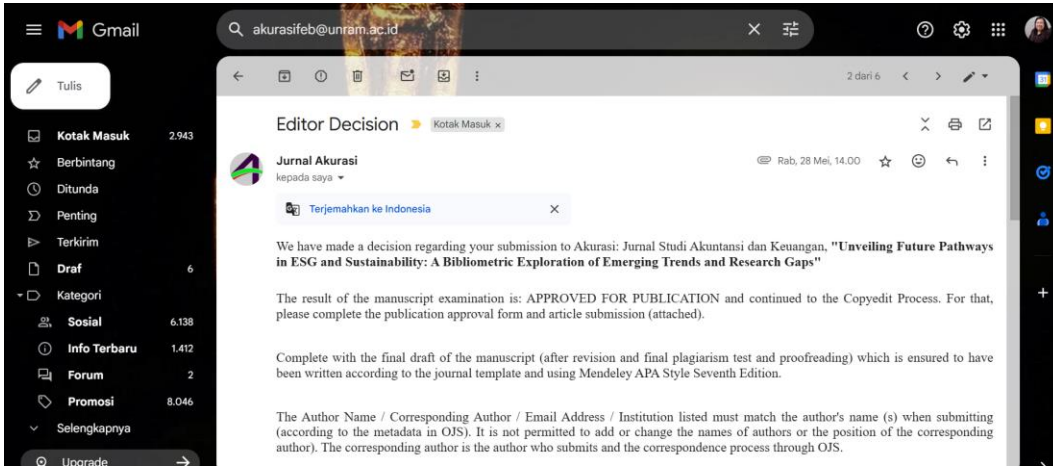 Gmail
akurasifeb@unram.ac.id
Tulis
2 dari 6
31
Kotak Masuk 2.943
Berbintang
Ditunda
Penting
Terkirim
Draf 6
Kategori
Sosial 6.138
Info Terbaru 1.412
Forum 2
Promosi 8.046
Selengkapnya
Upgrade
Editor Decision Kotak Masuk x
Jurnal Akurasi Rab, 28 Mei, 14.00
kepada saya
Terjemahkan ke Indonesia
We have made a decision regarding your submission to Akurasi: Jurnal Studi Akuntansi dan Keuangan, "Unveiling Future Pathways
in ESG and Sustainability: A Bibliometric Exploration of Emerging Trends and Research Gaps"
The result of the manuscript examination is: APPROVED FOR PUBLICATION and continued to the Copyedit Process. For that,
please complete the publication approval form and article submission (attached).
Complete with the final draft of the manuscript (after revision and final plagiarism test and proofreading) which is ensured to have
been written according to the journal template and using Mendeley APA Style Seventh Edition.
The Author Name / Corresponding Author / Email Address / Institution listed must match the author's name (s) when submitting
(according to the metadata in OJS). It is not permitted to add or change the names of authors or the position of the corresponding
author). The corresponding author is the author who submits and the correspondence process through OJS.